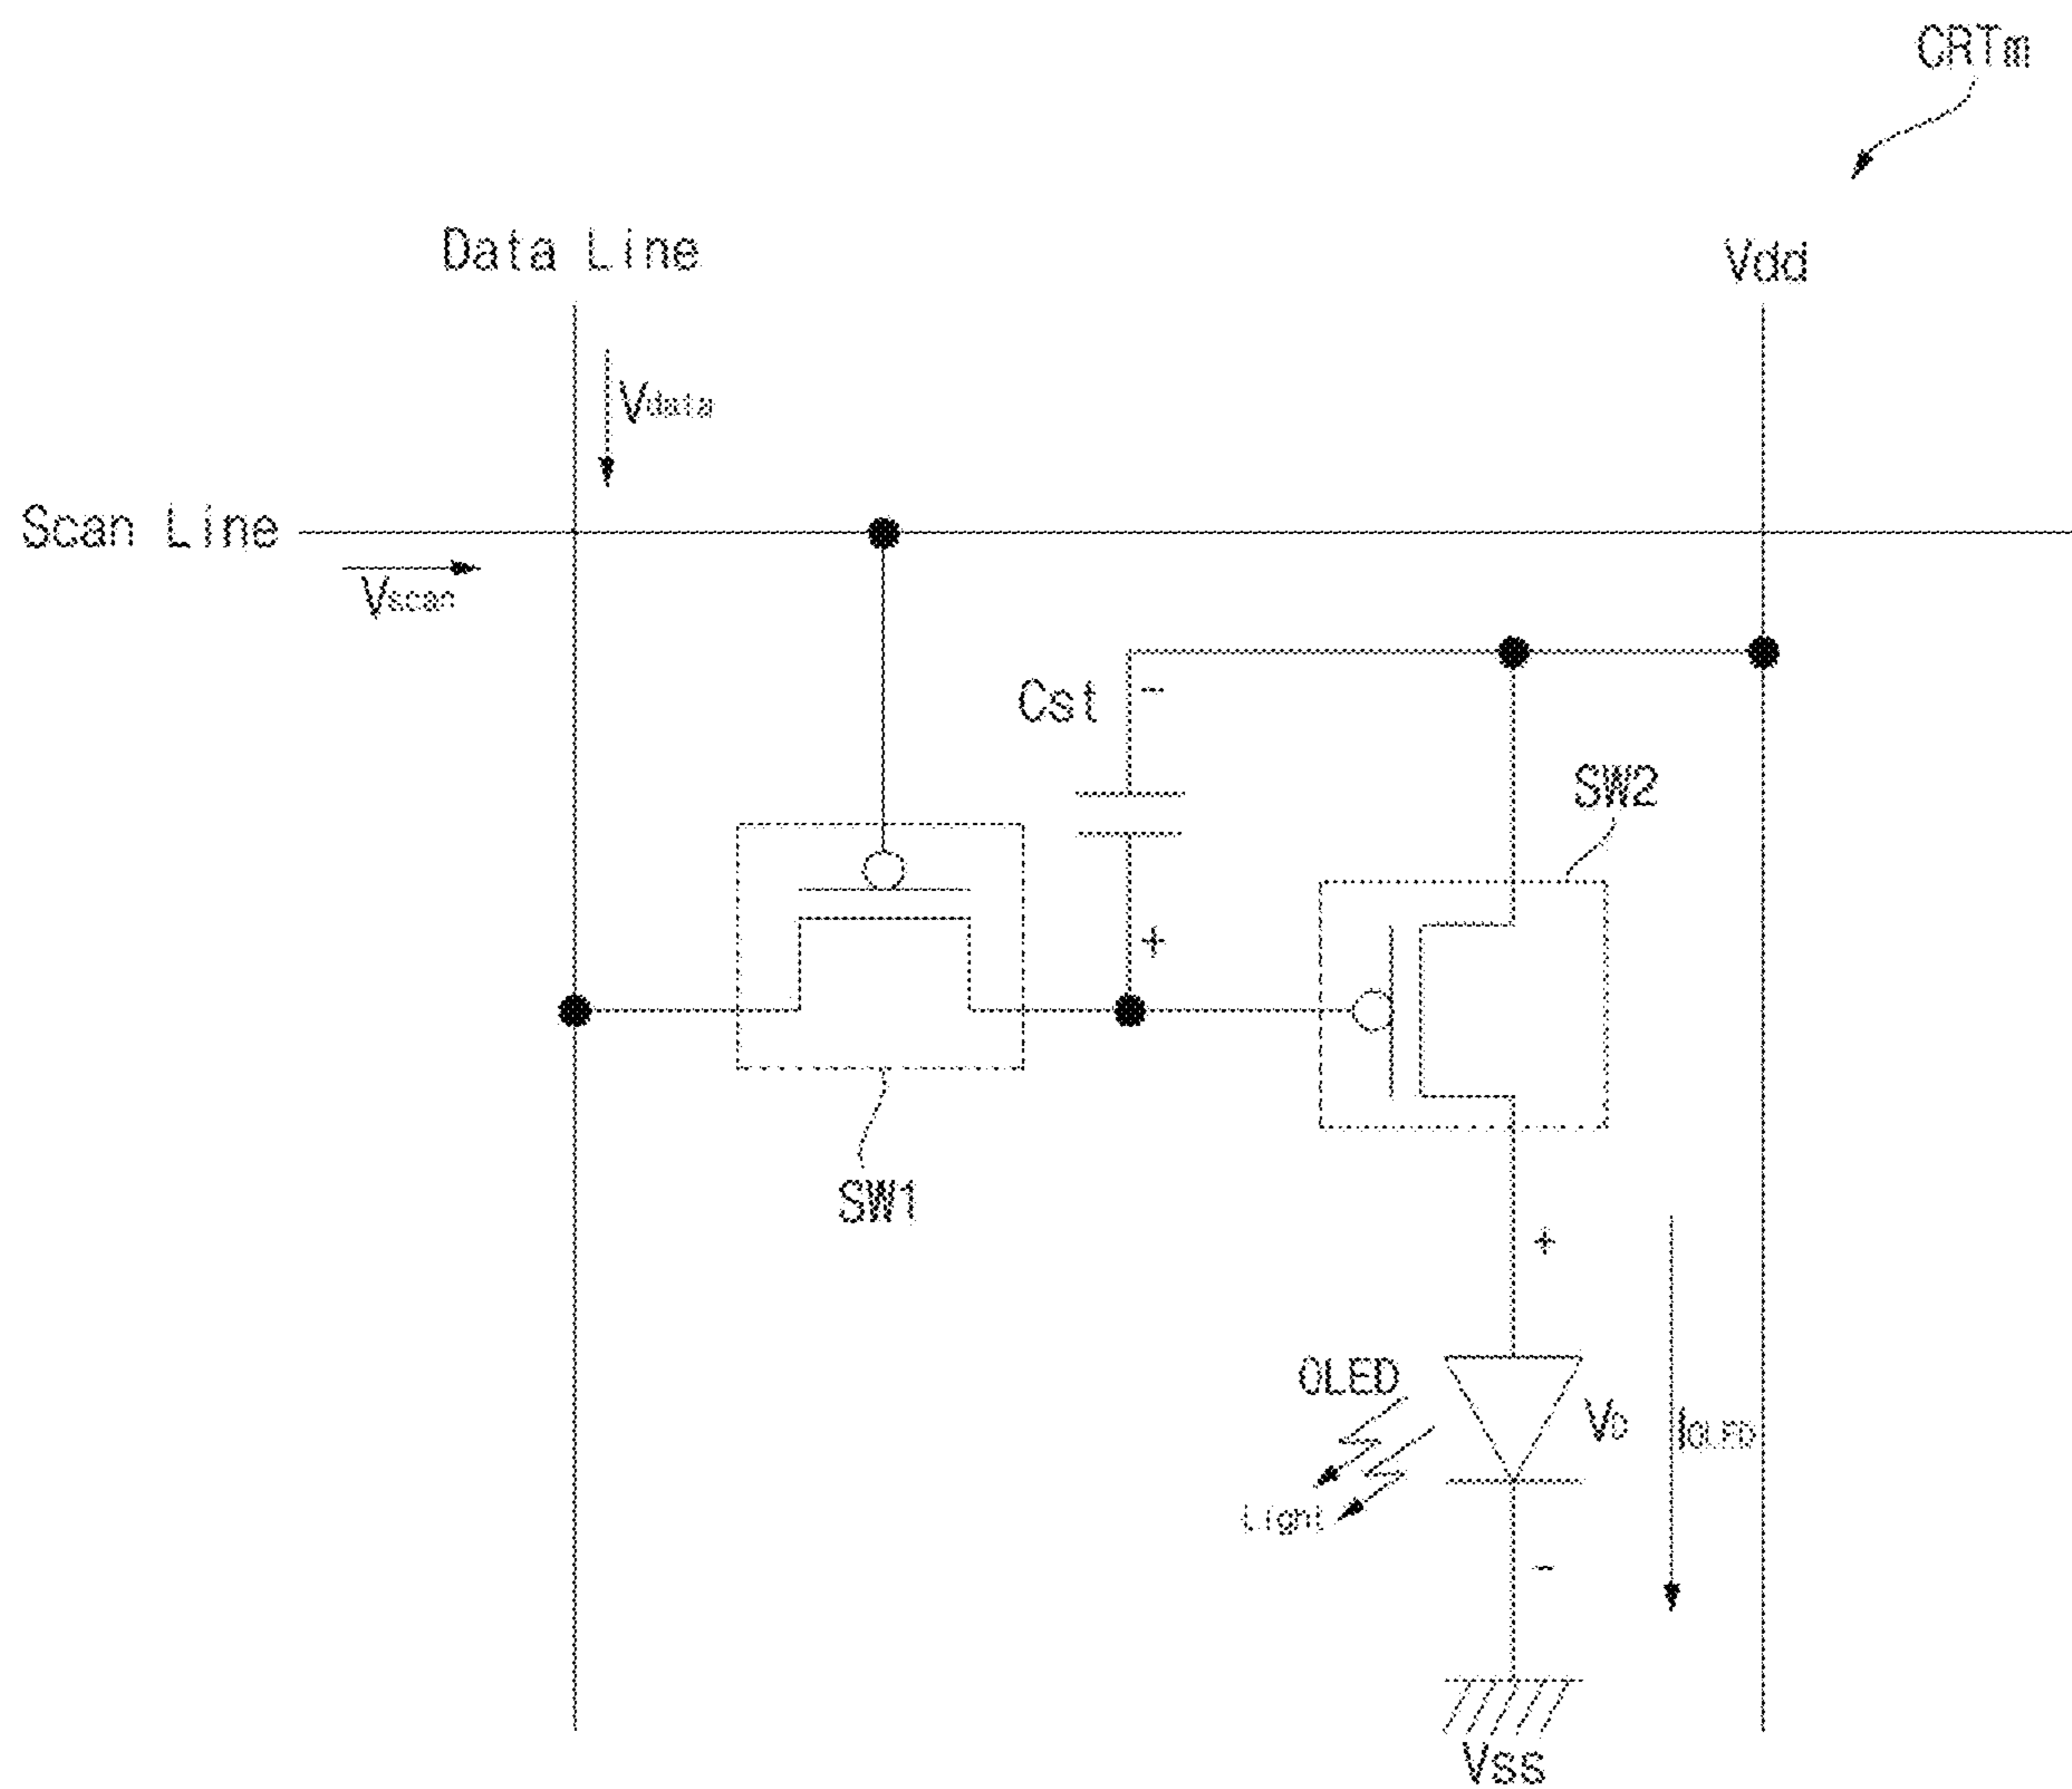 CRTm
Data Line
Vdd
Vdata
Scan Line
Vscan
-
Cst
SW2
+
SW1
+
OLED
VD
IOLED
Light
-
Vss